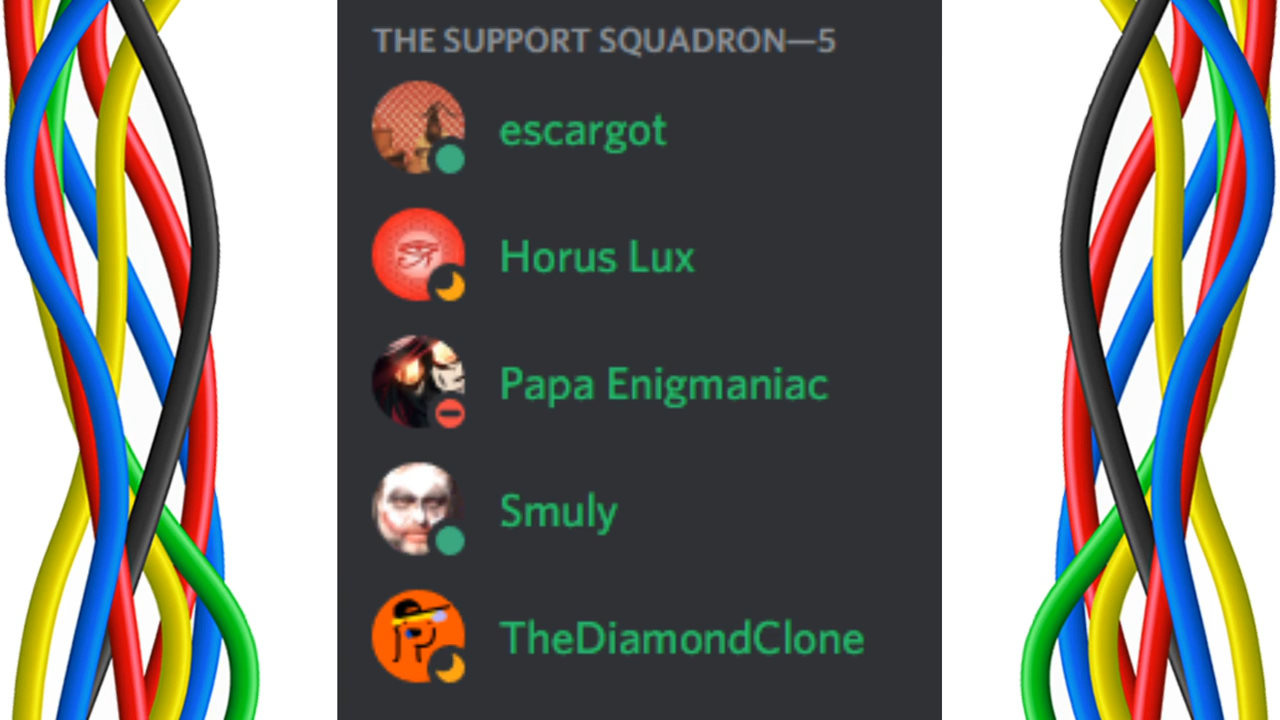 THE SUPPORT SQUADRON—5
escargot
Horus Lux
Papa Enigmaniac
Smuly
TheDiamondClone